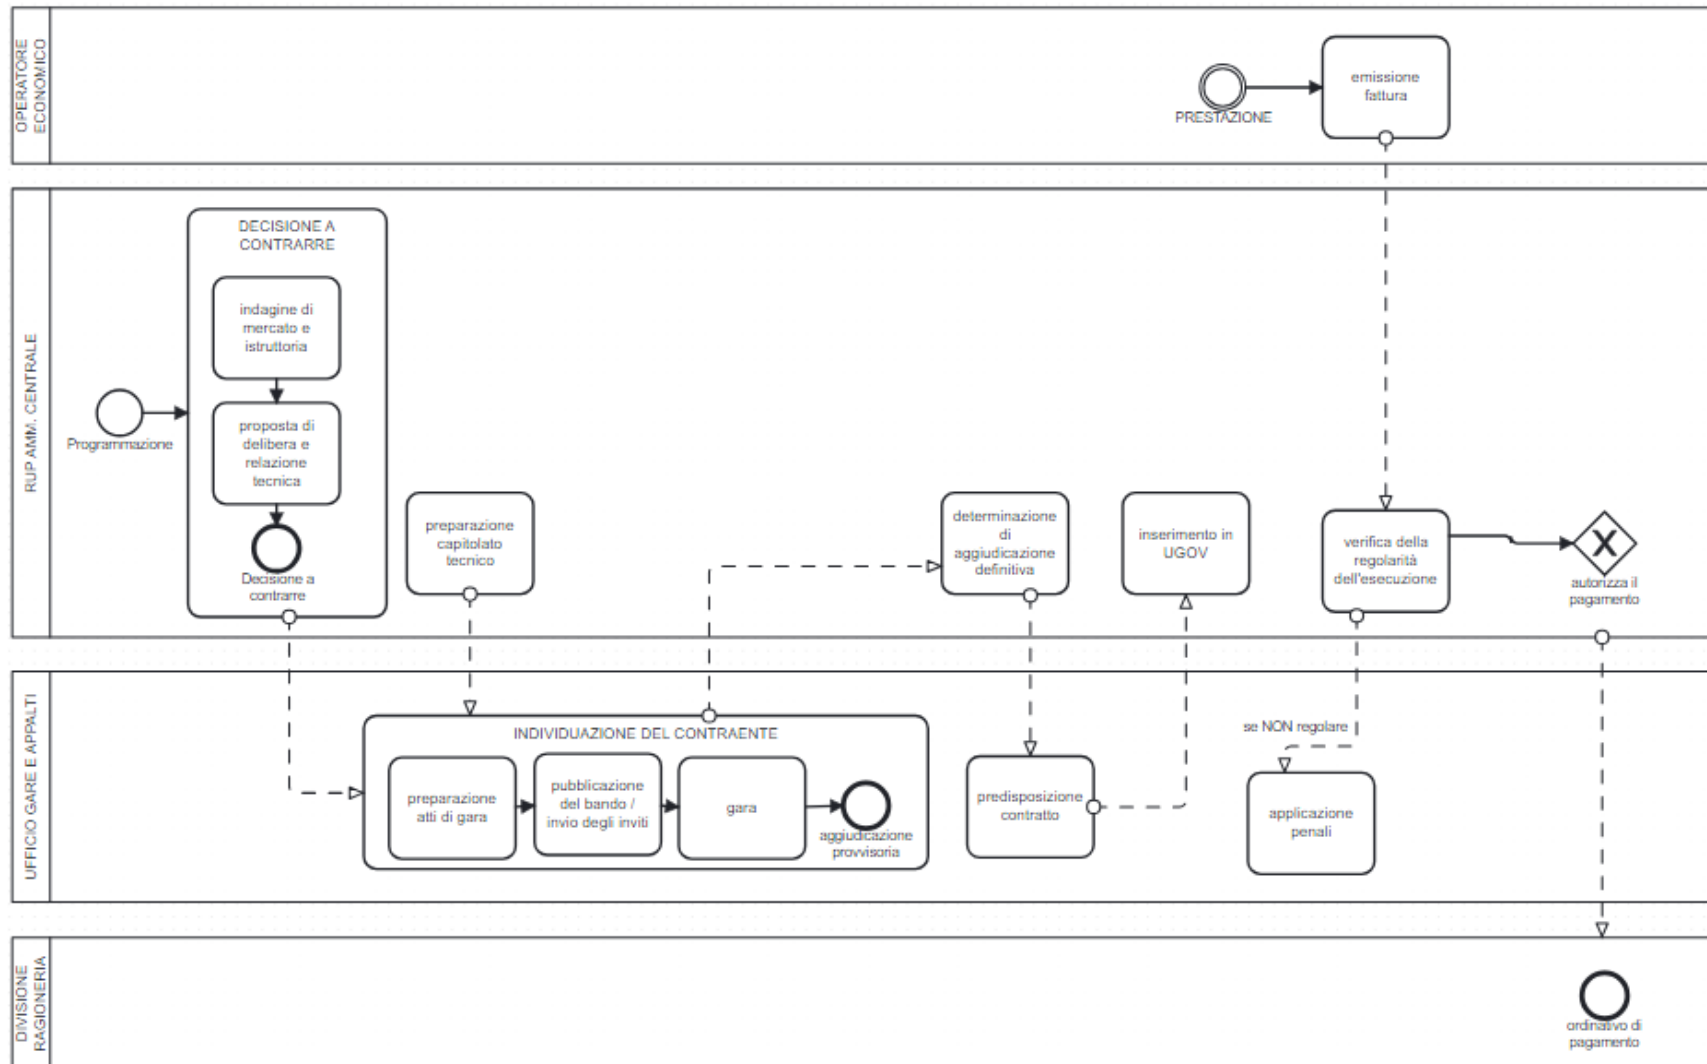 OPERATORE
ECONOMICO
PRESTAZIONE
emissione
fattura
RUP AMM. CENTRALE
Programmazione
DECISIONE A
CONTRARRE
indagine di
mercato e
istruttoria
proposta di
delibera e
relazione
tecnica
Decisione a
contrarre
preparazione
capitolato
tecnico
determinazione
di
aggiudicazione
definitiva
inserimento in
UGOV
verifica della
regolarità
dell'esecuzione
X
autorizza il
pagamento
UFFICIO GARE E APPALTI
INDIVIDUAZIONE DEL CONTRAENTE
preparazione
atti di gara
pubblicazione
del bando /
invio degli inviti
gara
aggiudicazione
provvisoria
predisposizione
contratto
se NON regolare
applicazione
penali
DIVISIONE
RAGIONERIA
ordinativo di
pagamento